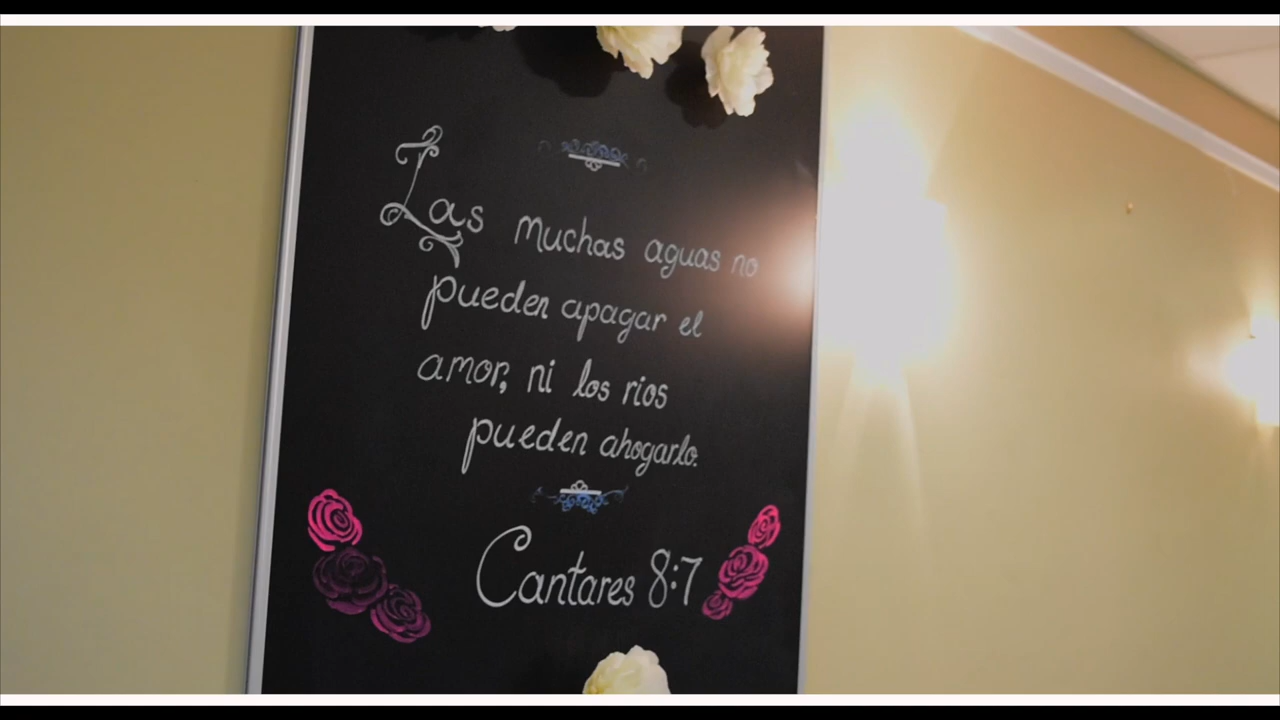 Las muchas aguas no
pueden apagar el
amor, ni los rios
pueden ahogarlo.
Cantares 8:7